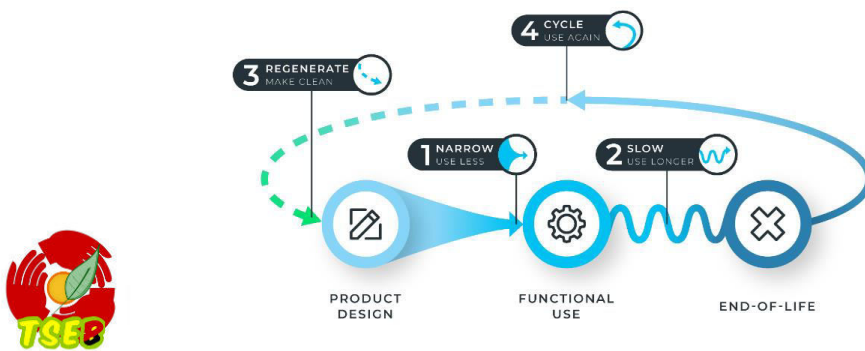 4 CYCLE
USE AGAIN
3 REGENERATE
MAKE CLEAN
1 NARROW
USE LESS
2 SLOW
USE LONGER
PRODUCT
DESIGN
FUNCTIONAL
USE
END-OF-LIFE
TSEB